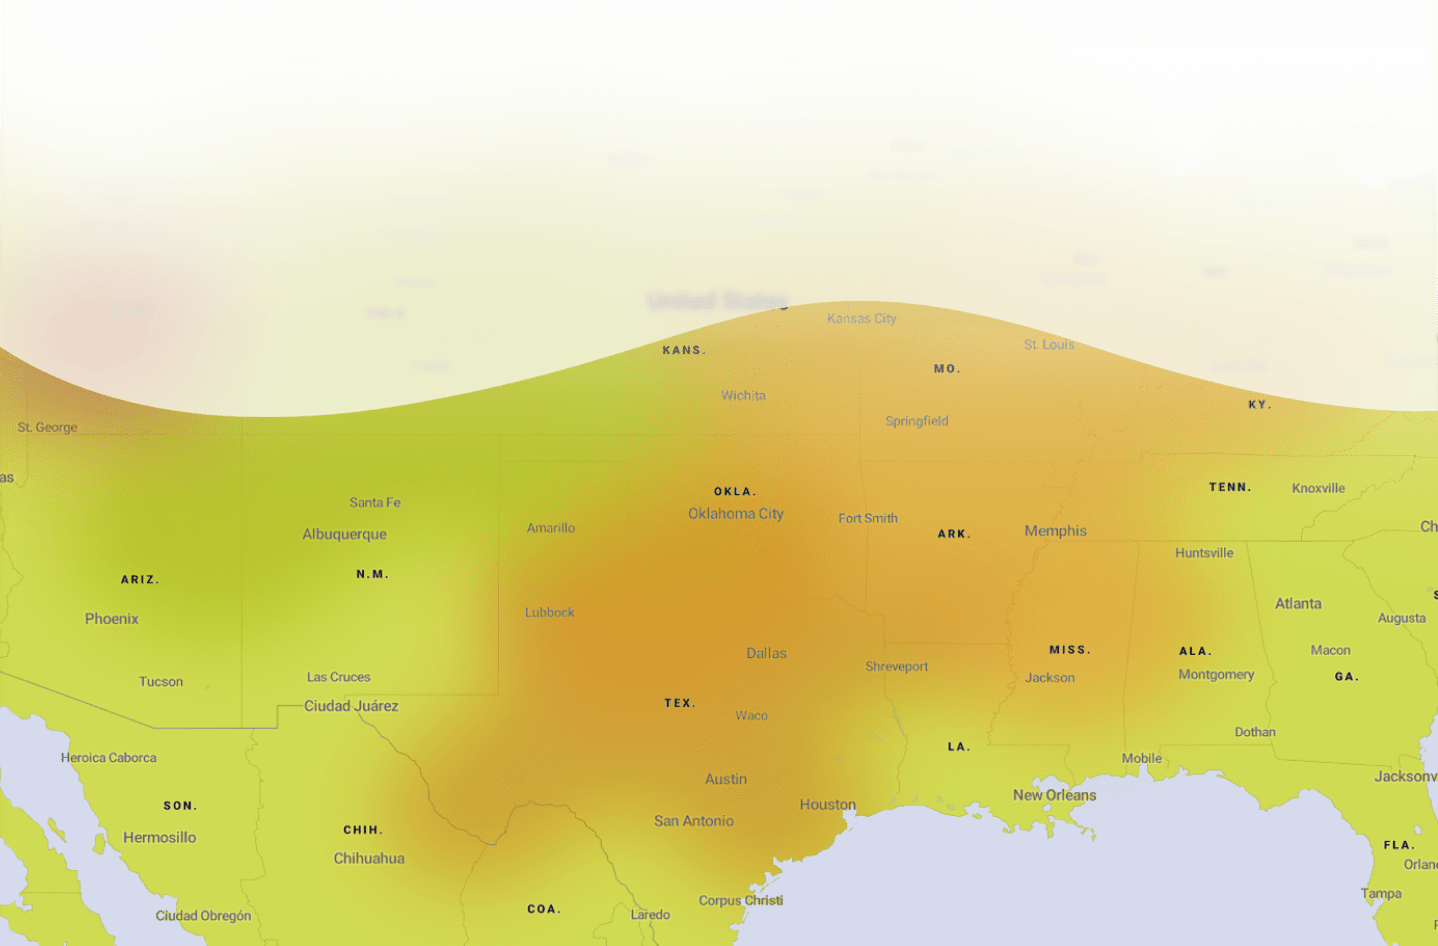 United States
Kansas City
St. Louis
KANS.
MO.
Wichita
KY.
Springfield
St. George
as
TENN.
Knoxville
OKLA.
Santa Fe
Oklahoma City
Fort Smith
Amarillo
Albuquerque
ARK.
Memphis
Ch
Huntsville
N.M.
ARIZ.
Atlanta
S
Phoenix
Lubbock
Augusta
Dallas
MISS.
ALA.
Macon
Shreveport
Jackson
Montgomery
GA.
Tucson
Las Cruces
Ciudad Juárez
TEX.
Waco
Dothan
LA.
Heroica Caborca
Mobile
Austin
Jacksonv
New Orleans
SON.
Houston
San Antonio
CHIH.
Hermosillo
FLA.
Chihuahua
Orland
Tampa
Corpus Christi
COA.
Laredo
Ciudad Obregón